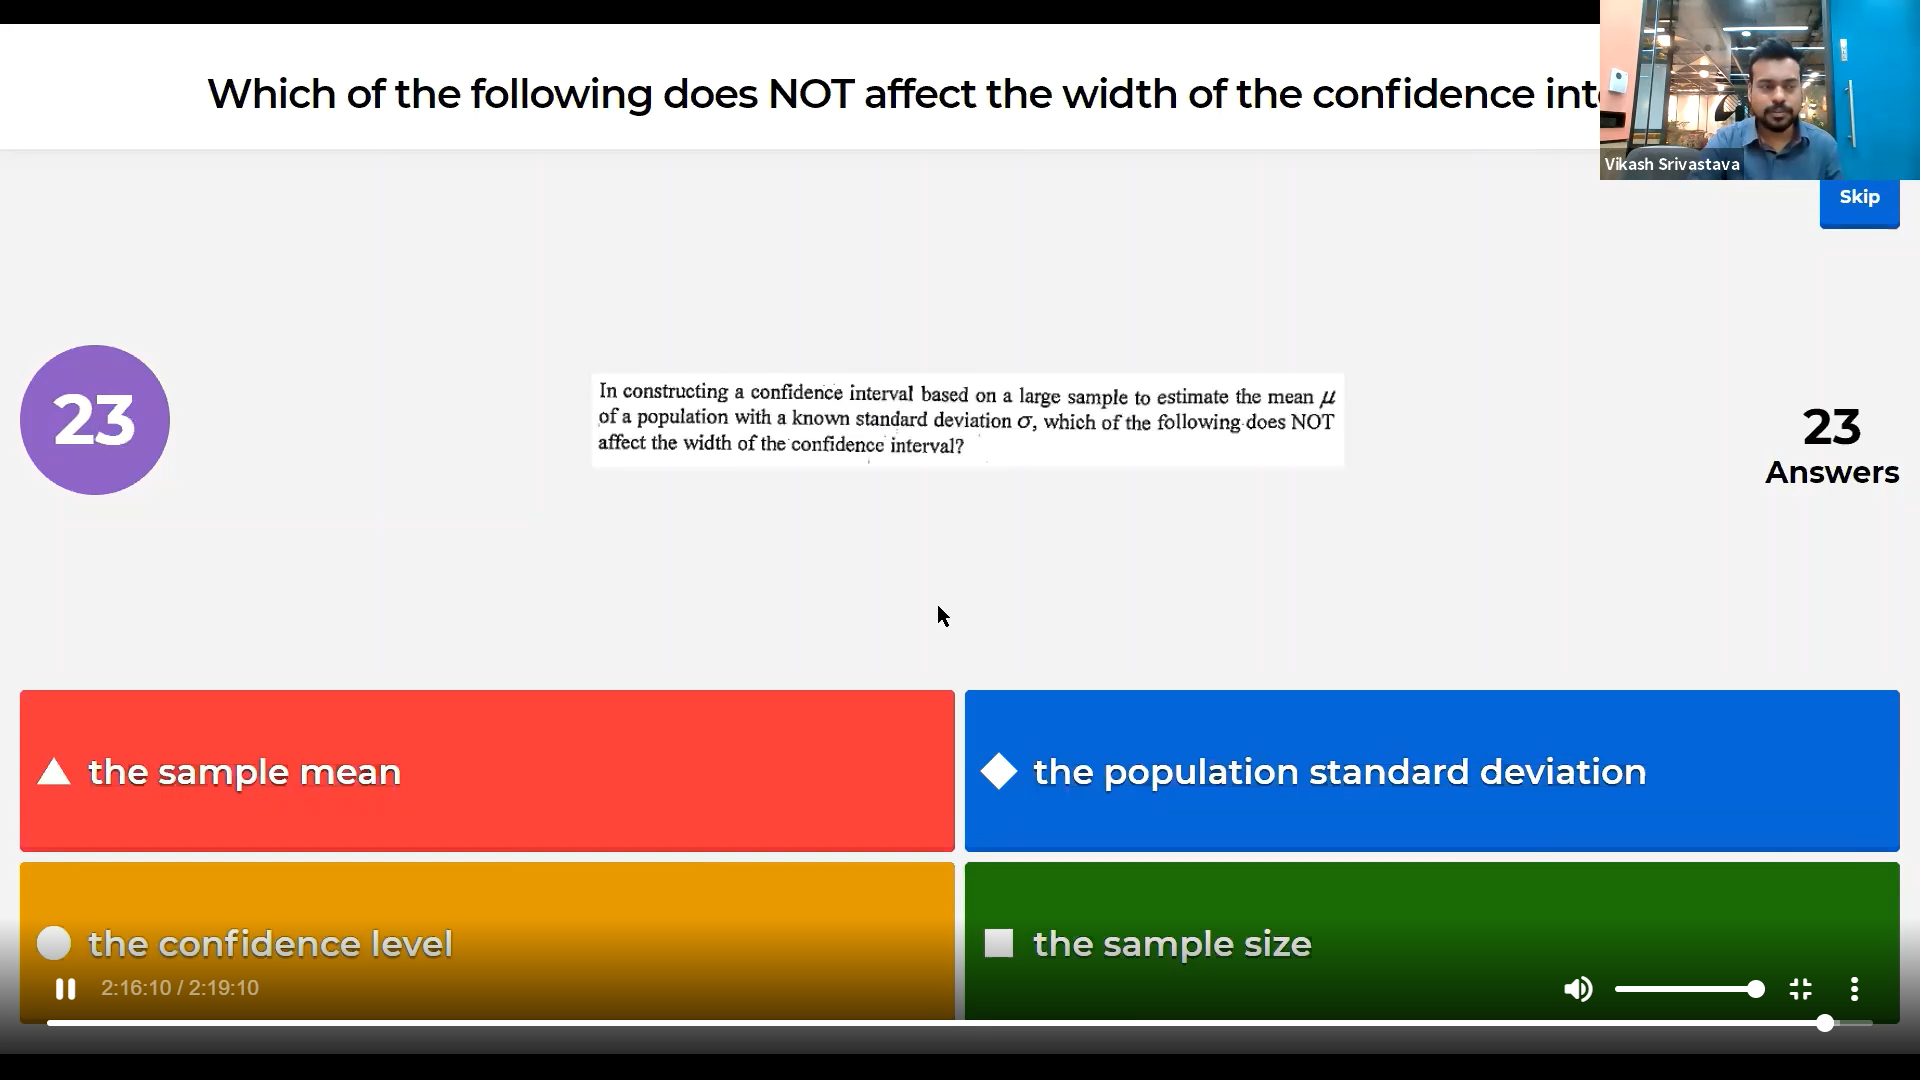 Which of the following does NOT affect the width of the confidence
Vikash Srivastava
Skip
23
In constructing a confidence interval based on a large sample to estimate the mean μ
of a population with a known standard deviation σ, which of the following does NOT
affect the width of the confidence interval?
23
Answers
the sample mean
the population standard deviation
the confidence level
the sample size
2:16:10 / 2:19:10